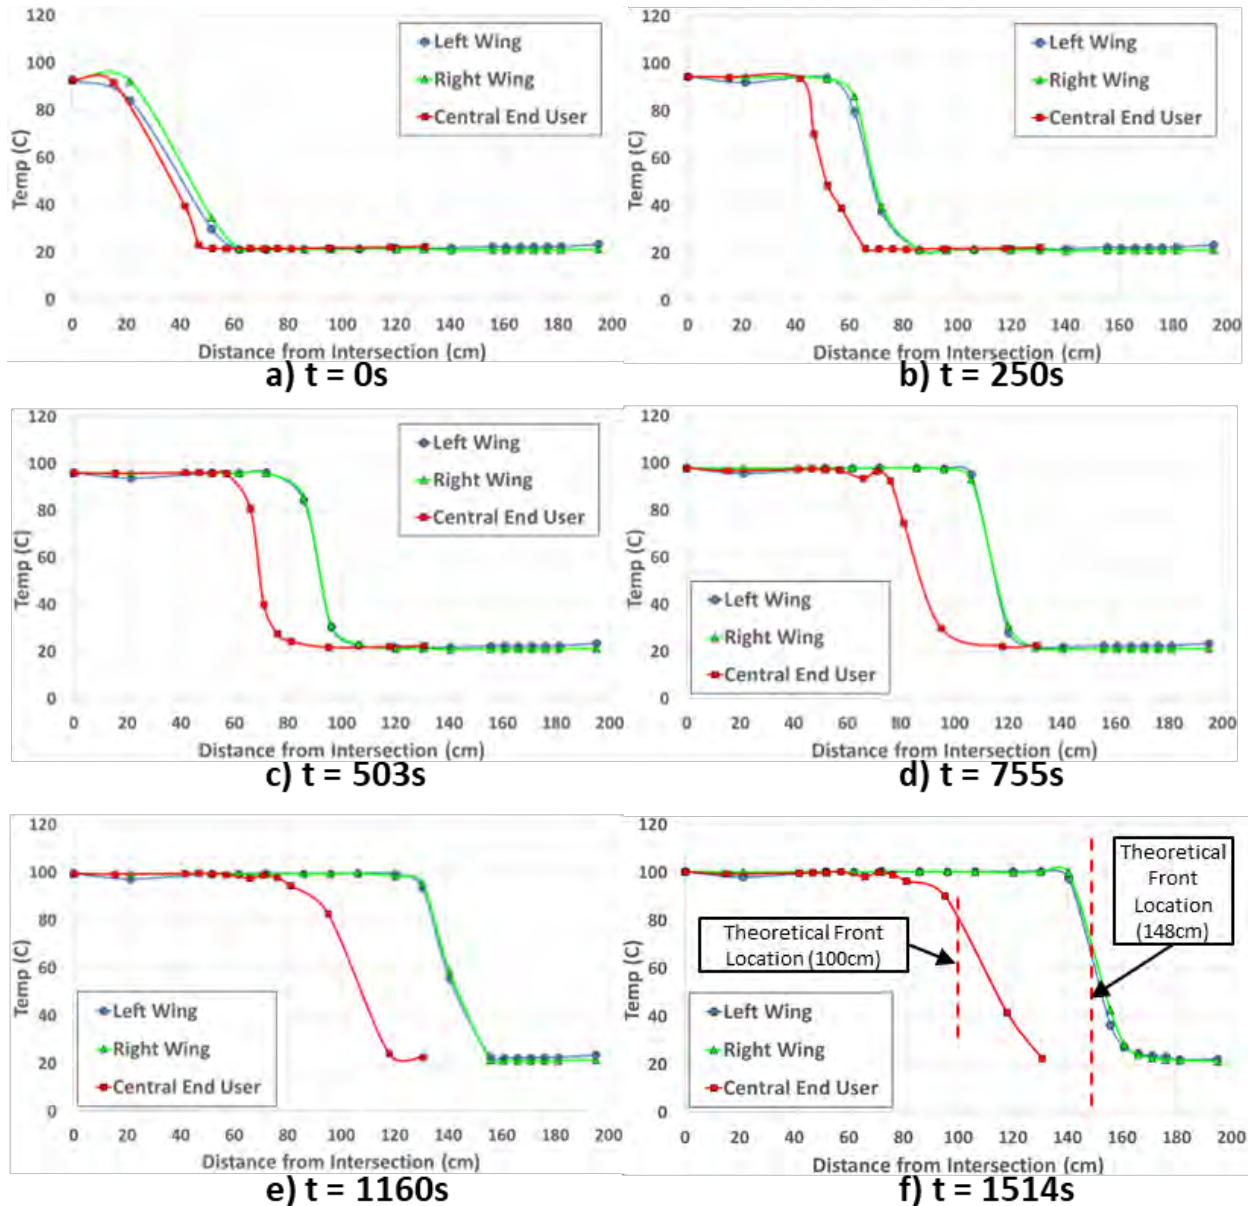 120
100
80
60
40
20
0
Temp (C)
Left Wing
Right Wing
Central End User
0 20 40 60 80 100 120 140 160 180 200
Distance from Intersection (cm)
a) t = 0s
120
100
80
60
40
20
0
Temp (C)
Left Wing
Right Wing
Central End User
0 20 40 60 80 100 120 140 160 180 200
Distance from Intersection (cm)
b) t = 250s
120
100
80
60
40
20
0
Temp (C)
Left Wing
Right Wing
Central End User
0 20 40 60 80 100 120 140 160 180 200
Distance from Intersection (cm)
c) t = 503s
120
100
80
60
40
20
0
Temp (C)
Left Wing
Right Wing
Central End User
0 20 40 60 80 100 120 140 160 180 200
Distance from Intersection (cm)
d) t = 755s
120
100
80
60
40
20
0
Temp (C)
Left Wing
Right Wing
Central End User
0 20 40 60 80 100 120 140 160 180 200
Distance from Intersection (cm)
e) t = 1160s
120
100
80
60
40
20
0
Temp (C)
Theoretical
Front
Location
(148cm)
Theoretical Front
Location (100cm)
Left Wing
Right Wing
Central End User
0 20 40 60 80 100 120 140 160 180 200
Distance from Intersection (cm)
f) t = 1514s